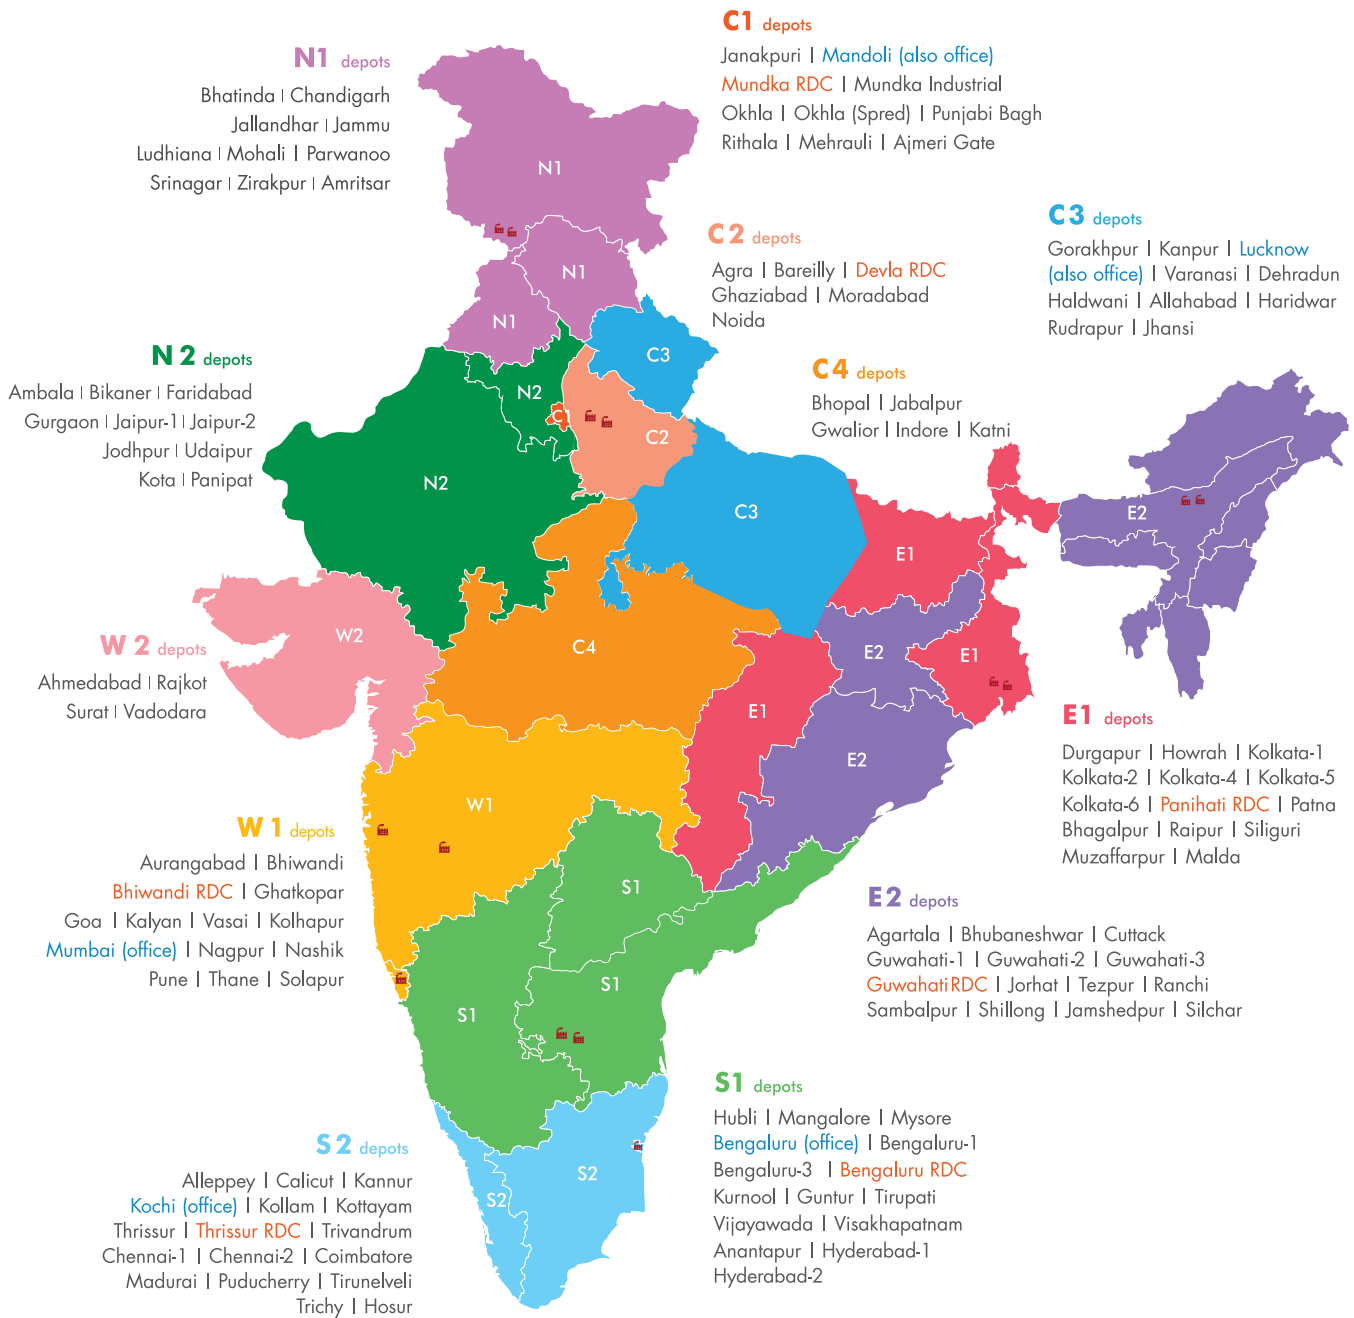 C1 depots
Janakpuri | Mandoli (also office)
Mundka RDC | Mundka Industrial
Okhla | Okhla (Spred) | Punjabi Bagh
Rithala | Mehrauli | Ajmeri Gate
N1 depots
Bhatinda | Chandigarh
Jallandhar | Jammu
Ludhiana | Mohali | Parwanoo
Srinagar | Zirakpur | Amritsar
C3 depots
Gorakhpur | Kanpur | Lucknow
(also office) | Varanasi | Dehradun
Haldwani | Allahabad | Haridwar
Rudrapur | Jhansi
C2 depots
Agra | Bareilly | Devla RDC
Ghaziabad | Moradabad
Noida
N2 depots
Ambala | Bikaner | Faridabad
Gurgaon | Jaipur-1 | Jaipur-2
Jodhpur | Udaipur
Kota | Panipat
C4 depots
Bhopal | Jabalpur
Gwalior | Indore | Katni
W2 depots
Ahmedabad | Rajkot
Surat | Vadodara
E1 depots
Durgapur | Howrah | Kolkata-1
Kolkata-2 | Kolkata-4 | Kolkata-5
Kolkata-6 | Panihati RDC | Patna
Bhagalpur | Raipur | Siliguri
Muzaffarpur | Malda
W1 depots
Aurangabad | Bhiwandi
Bhiwandi RDC | Ghatkopar
Goa | Kalyan | Vasai | Kolhapur
Mumbai (office) | Nagpur | Nashik
Pune | Thane | Solapur
E2 depots
Agartala | Bhubaneshwar | Cuttack
Guwahati-1 | Guwahati-2 | Guwahati-3
Guwahati RDC | Jorhat | Tezpur | Ranchi
Sambalpur | Shillong | Jamshedpur | Silchar
S1 depots
Hubli | Mangalore | Mysore
Bengaluru (office) | Bengaluru-1
Bengaluru-3 | Bengaluru RDC
Kurnool | Guntur | Tirupati
Vijayawada | Visakhapatnam
Anantapur | Hyderabad-1
Hyderabad-2
S2 depots
Alleppey | Calicut | Kannur
Kochi (office) | Kollam | Kottayam
Thrissur | Thrissur RDC | Trivandrum
Chennai-1 | Chennai-2 | Coimbatore
Madurai | Puducherry | Tirunelveli
Trichy | Hosur
N1
N1
N1
C3
N2
C1
C2
N2
C3
E2
E1
W2
C4
E2
E1
E1
E2
W1
S1
S1
S1
S2
S2